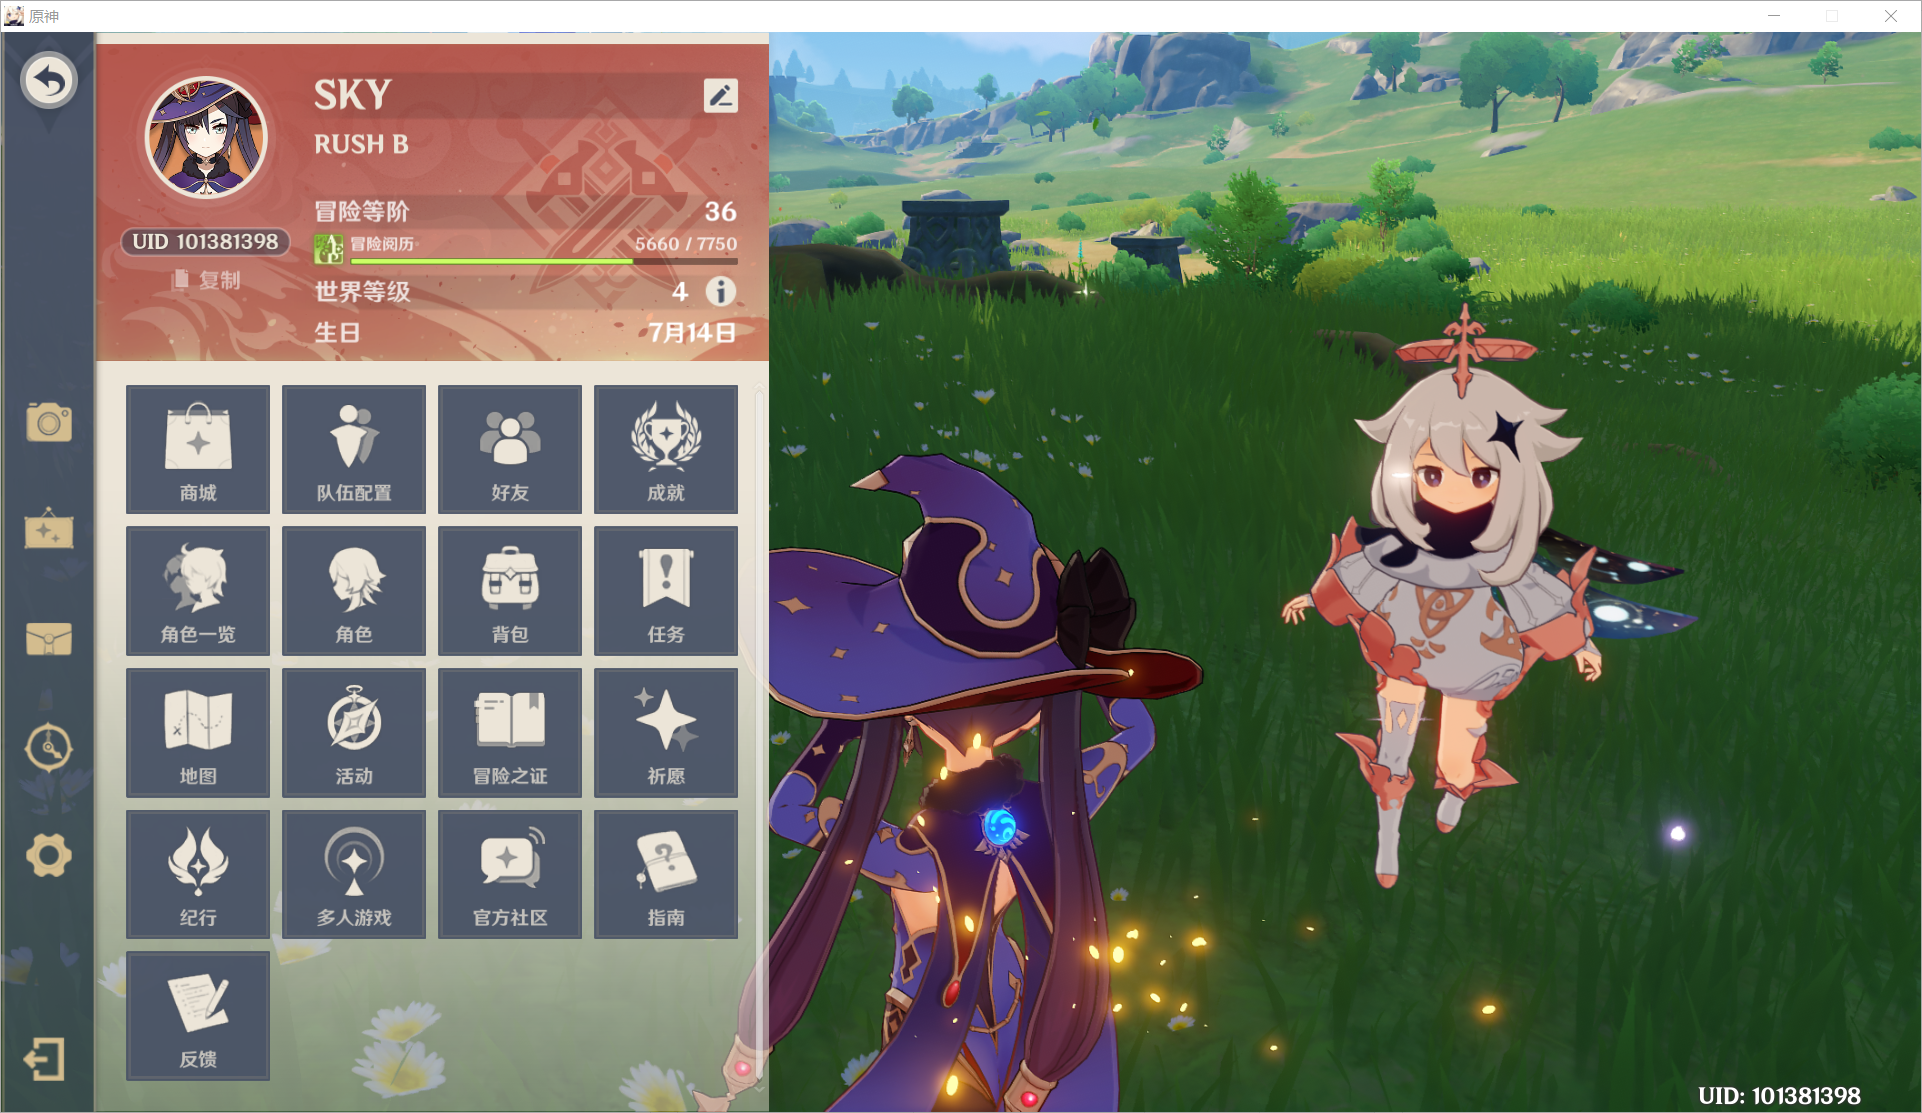 原神
SKY
RUSH B
冒险等阶 36
UID 101381398
冒险阅历 5660 / 7750
复制
世界等级 4
生日 7月14日
商城 队伍配置 好友 成就
角色一览 角色 背包 任务
地图 活动 冒险之证 祈愿
纪行 多人游戏 官方社区 指南
反馈
UID: 101381398